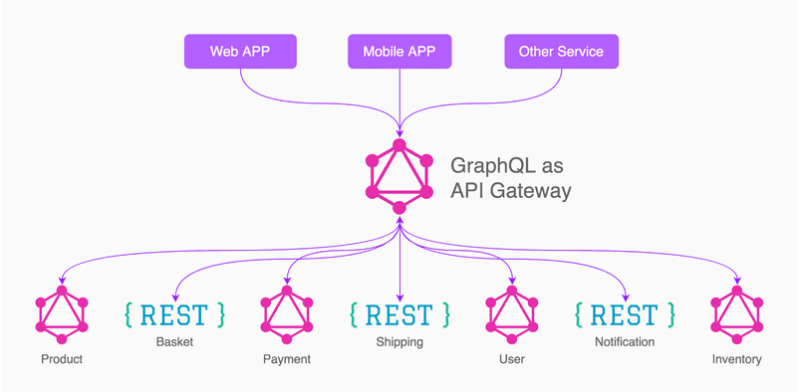 Web APP
Mobile APP
Other Service
GraphQL as
API Gateway
{ REST }
{ REST }
{ REST }
Product
Basket
Payment
Shipping
User
Notification
Inventory